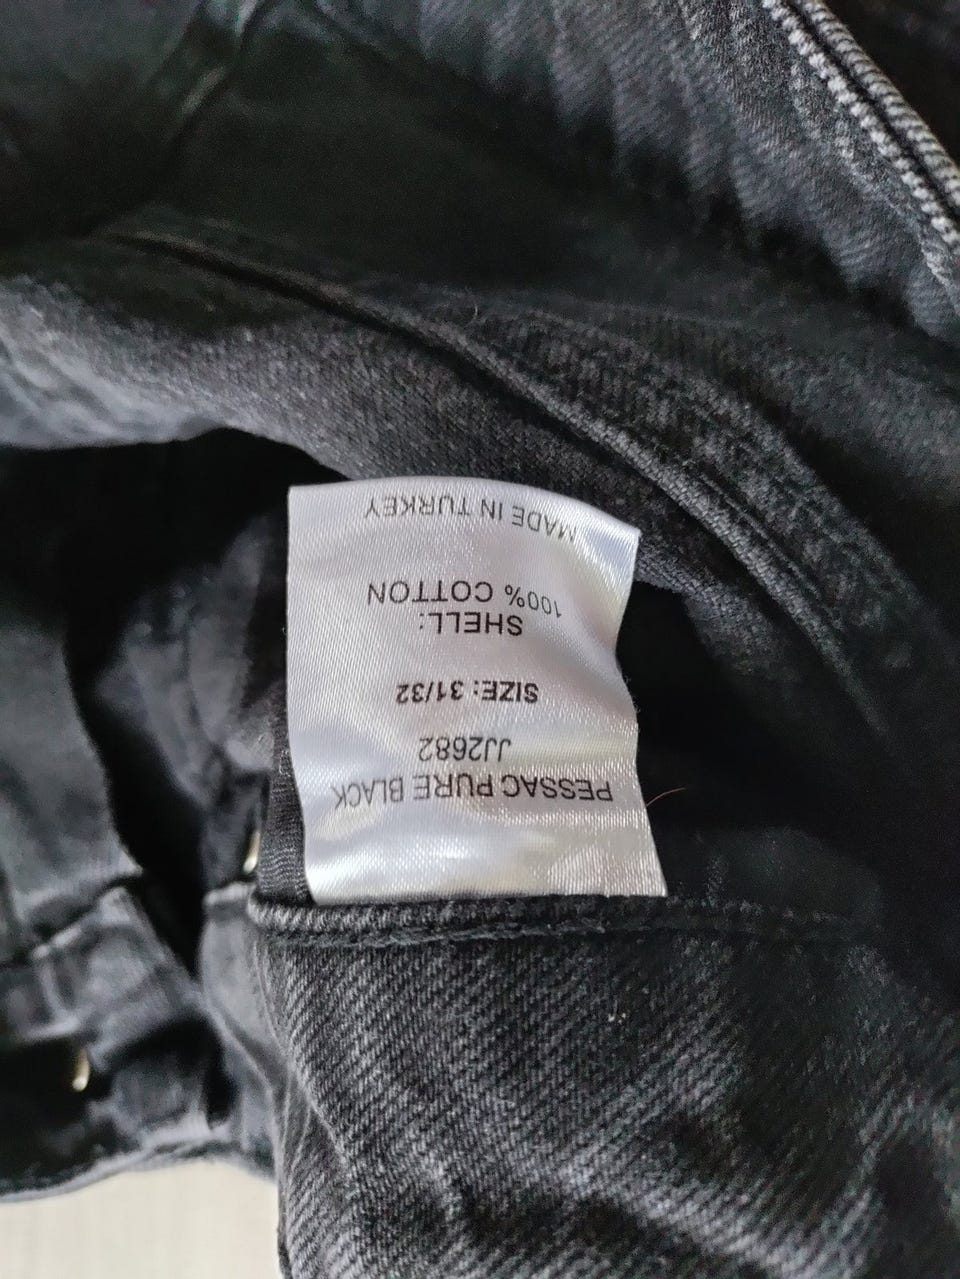 PESSAC PURE BLACK
JJ2682
SIZE: 31/32
SHELL:
100% COTTON
MADE IN TURKEY